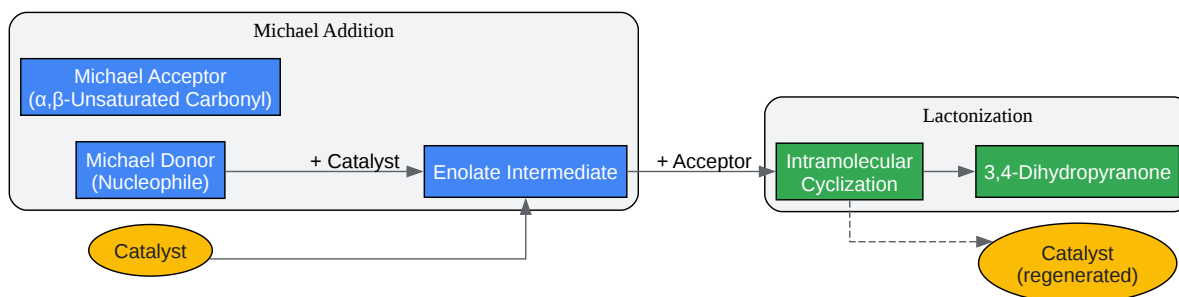 Michael Addition
Michael Acceptor
(α,β-Unsaturated Carbonyl)
Michael Donor
(Nucleophile)
+ Catalyst
Enolate Intermediate
+ Acceptor
Catalyst
Lactonization
Intramolecular
Cyclization
3,4-Dihydropyranone
Catalyst
(regenerated)